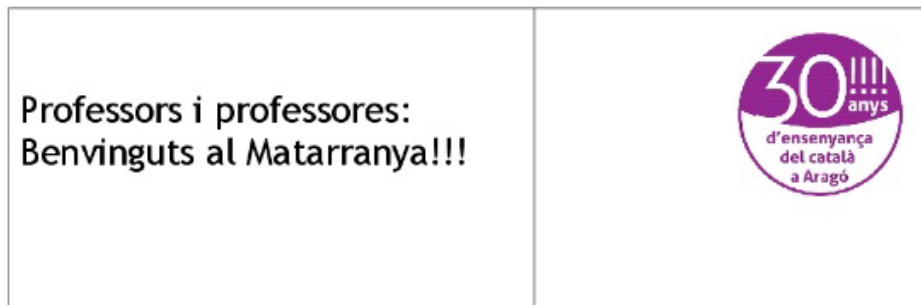 Professors i professores:
Benvinguts al Matarranya!!!
30!!!!
anys
d'ensenyança
del català
a Aragó